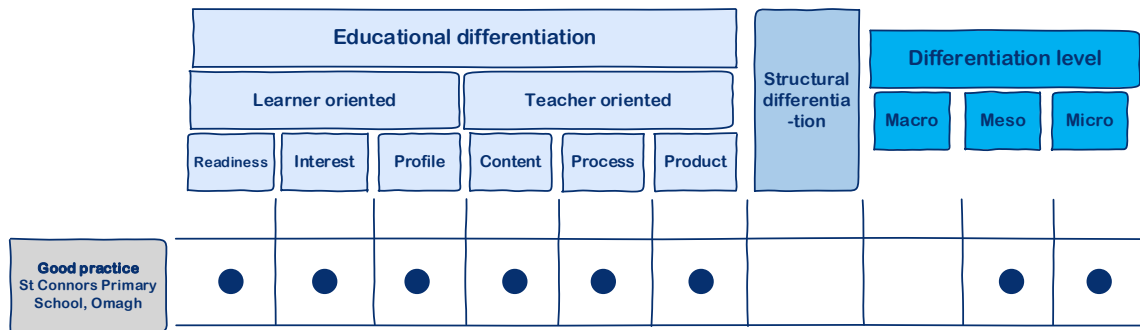 Educational differentiation
Learner oriented
Teacher oriented
Readiness
Interest
Profile
Content
Process
Product
Structural
differentia
-tion
Differentiation level
Macro
Meso
Micro
Good practice
St Connors Primary
School, Omagh